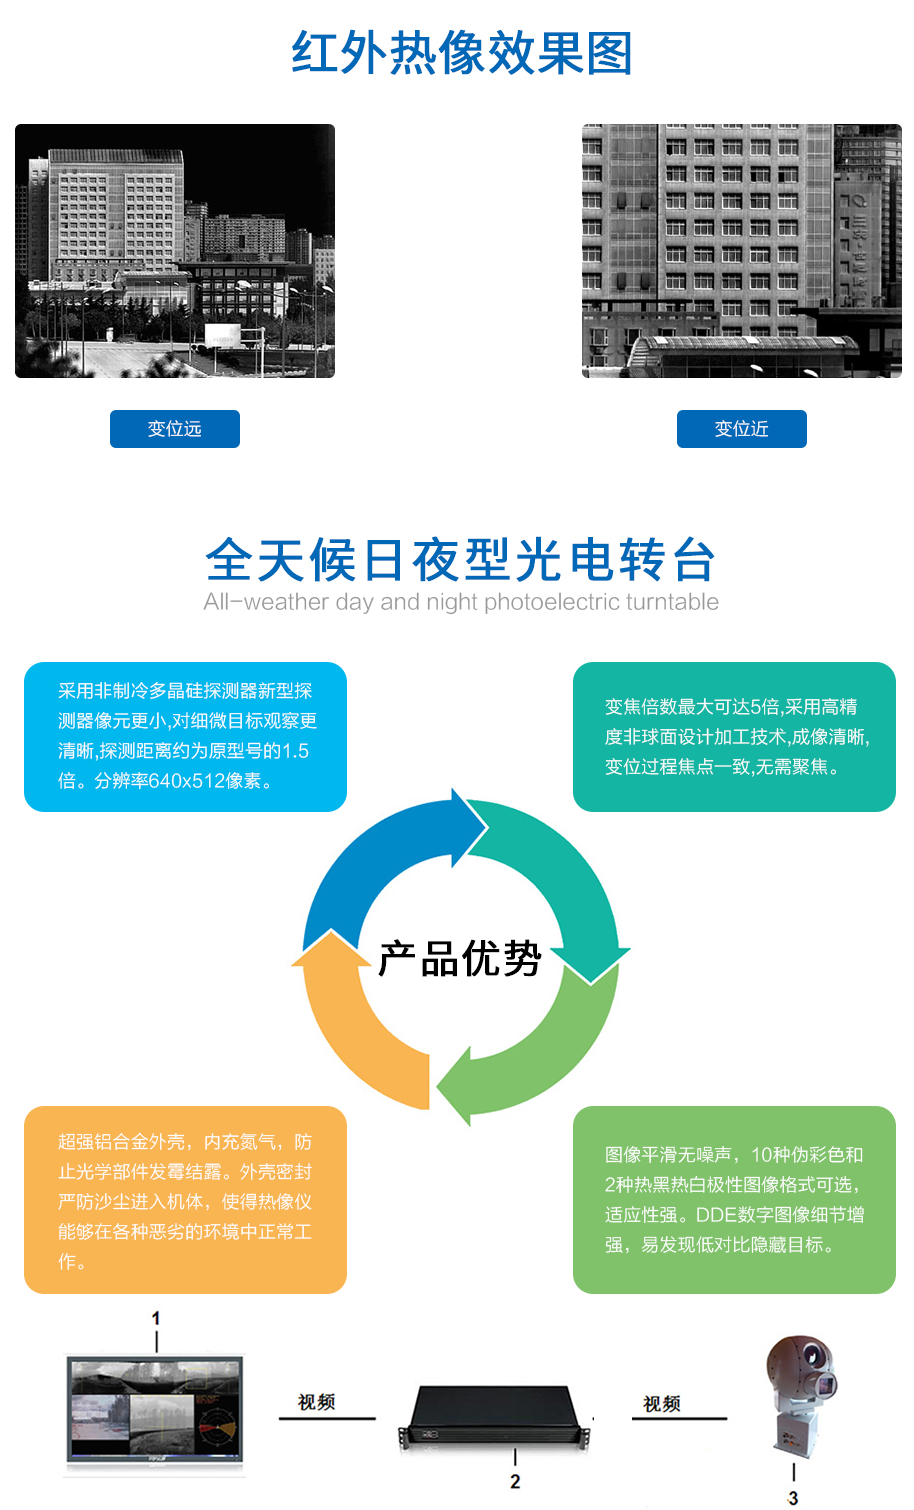 红外热像效果图
变位远
变位近
全天候日夜型光电转台
All-weather day and night photoelectric turntable
采用非制冷多晶硅探测器新型探
测器像元更小,对细微目标观察更
清晰,探测距离约为原型号的1.5
倍。分辨率640x512像素。
变焦倍数最大可达5倍,采用高精
度非球面设计加工技术,成像清晰,
变位过程焦点一致,无需聚焦。
产品优势
超强铝合金外壳，内充氮气，防
止光学部件发霉结露。外壳密封
严防沙尘进入机体，使得热像仪
能够在各种恶劣的环境中正常工
作。
图像平滑无噪声，10种伪彩色和
2种热黑热白极性图像格式可选，
适应性强。DDE数字图像细节增
强，易发现低对比隐藏目标。
1
视频
2
视频
3